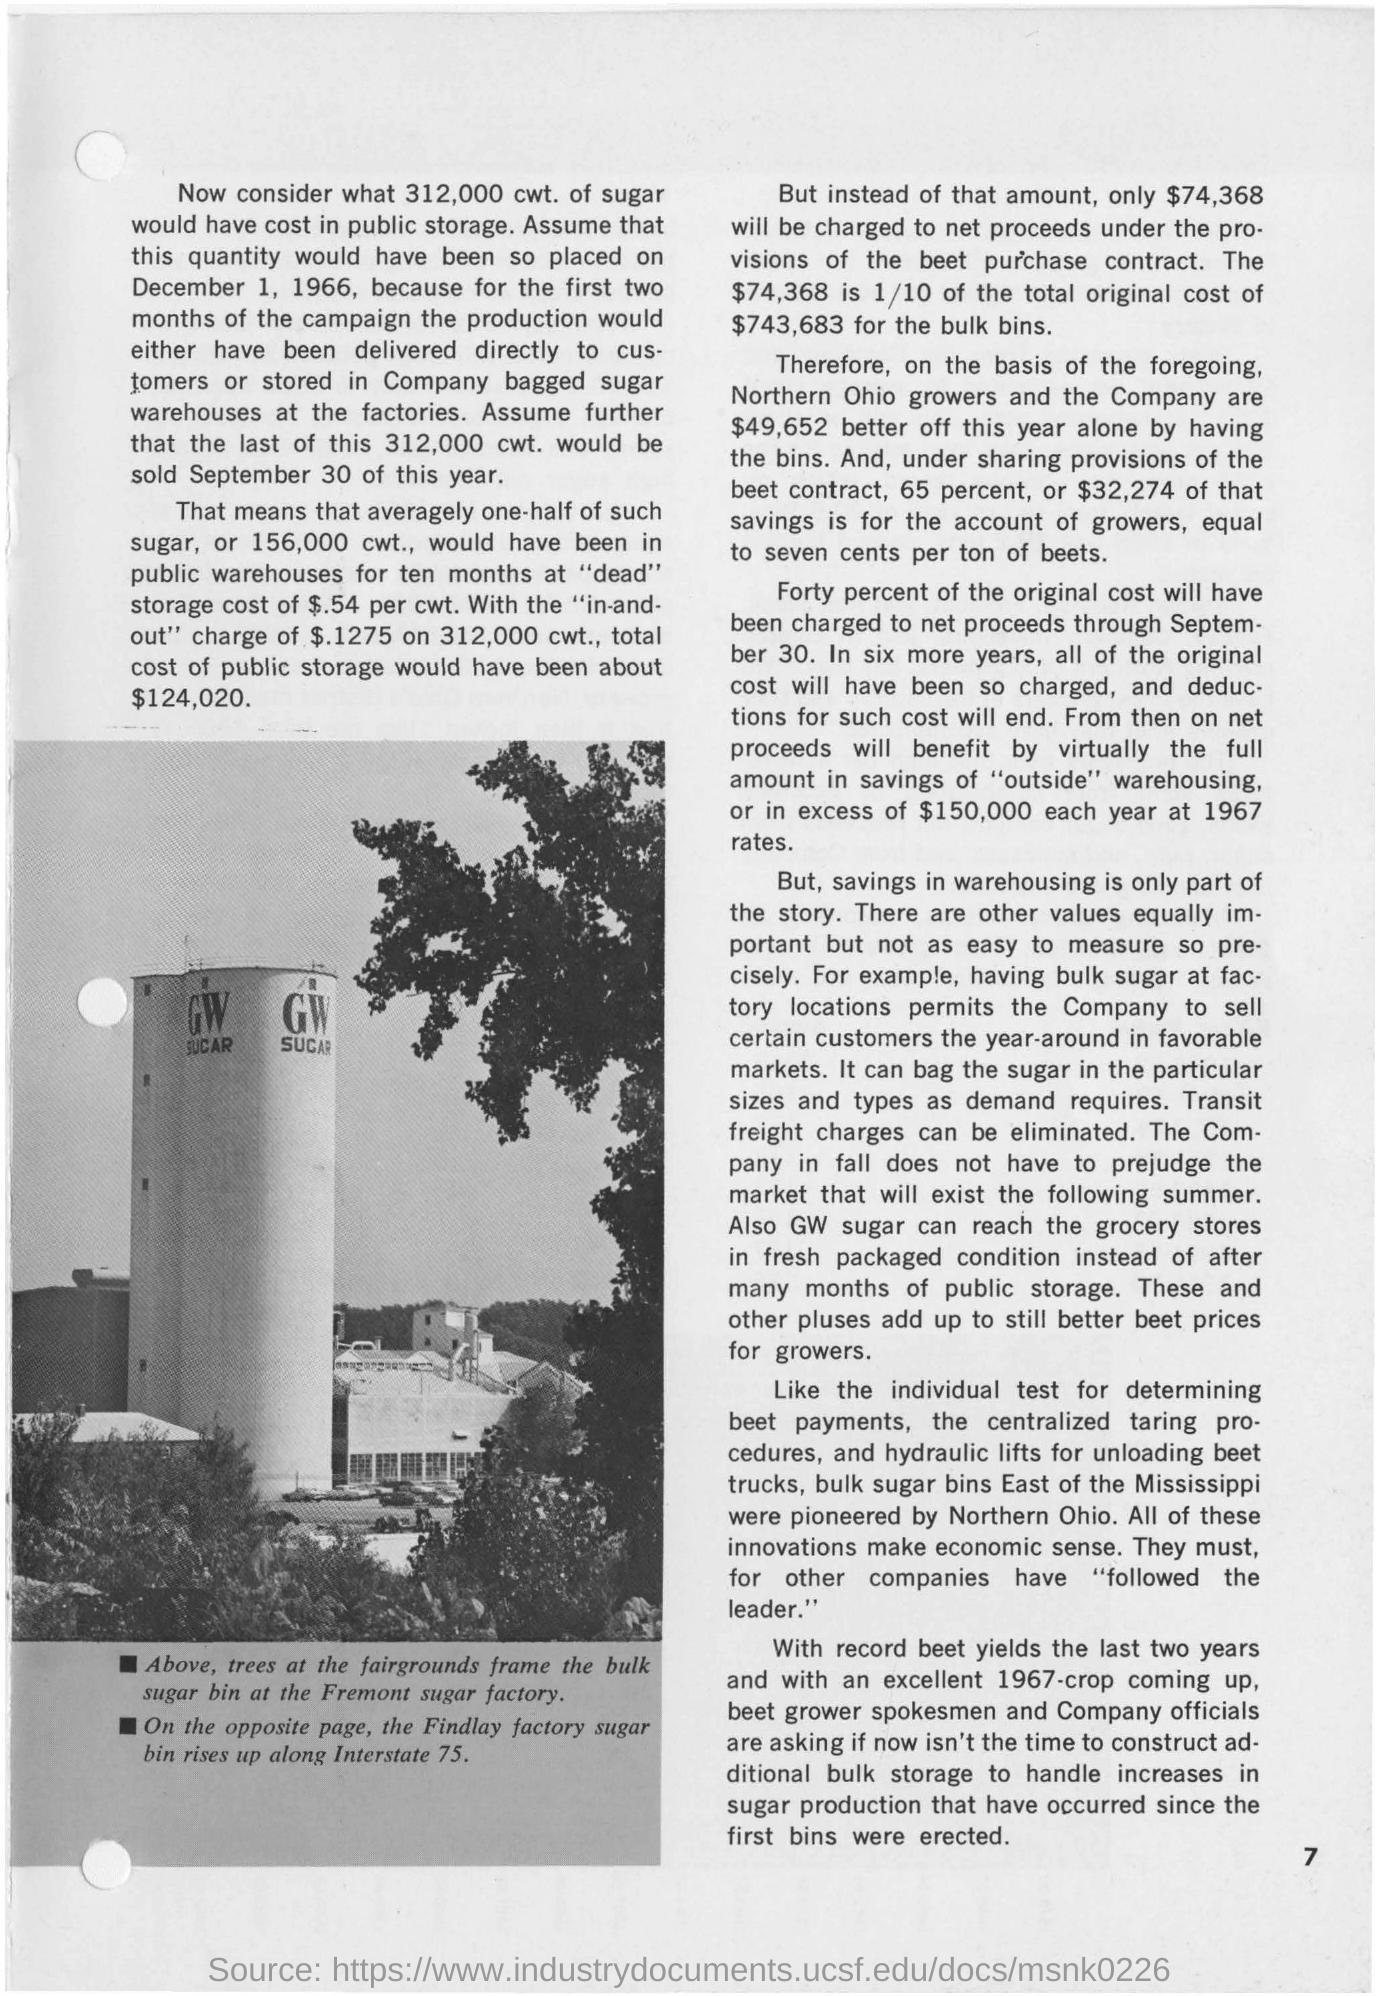 Now consider what 312,000 cwt. of sugar
would have cost in public storage. Assume that
this quantity would have been so placed on
December 1, 1966, because for the first two
months of the campaign the production would
either have been delivered directly to cus-
tomers or stored in Company bagged sugar
warehouses at the factories. Assume further
that the last of this 312,000 cwt. would be
sold September 30 of this year.
That means that averagely one-half of such
sugar, or 156,000 cwt., would have been in
public warehouses for ten months at "dead"
storage cost of $.54 per cwt. With the "in-and-
out" charge of $.1275 on 312,000 cwt., total
cost of public storage would have been about
$124,020.
GW
SUGAR
GW
SUGAR
■ Above, trees at the fairgrounds frame the bulk
sugar bin at the Fremont sugar factory.
■ On the opposite page, the Findlay factory sugar
bin rises up along Interstate 75.
But instead of that amount, only $74,368
will be charged to net proceeds under the pro-
visions of the beet purchase contract. The
$74,368 is 1/10 of the total original cost of
$743,683 for the bulk bins.
Therefore, on the basis of the foregoing,
Northern Ohio growers and the Company are
$49,652 better off this year alone by having
the bins. And, under sharing provisions of the
beet contract, 65 percent, or $32,274 of that
savings is for the account of growers, equal
to seven cents per ton of beets.
Forty percent of the original cost will have
been charged to net proceeds through Septem-
ber 30. In six more years, all of the original
cost will have been so charged, and deduc-
tions for such cost will end. From then on net
proceeds will benefit by virtually the full
amount in savings of "outside" warehousing,
or in excess of $150,000 each year at 1967
rates.
But, savings in warehousing is only part of
the story. There are other values equally im-
portant but not as easy to measure so pre-
cisely. For example, having bulk sugar at fac-
tory locations permits the Company to sell
certain customers the year-around in favorable
markets. It can bag the sugar in the particular
sizes and types as demand requires. Transit
freight charges can be eliminated. The Com-
pany in fall does not have to prejudge the
market that will exist the following summer.
Also GW sugar can reach the grocery stores
in fresh packaged condition instead of after
many months of public storage. These and
other pluses add up to still better beet prices
for growers.
Like the individual test for determining
beet payments, the centralized taring pro-
cedures, and hydraulic lifts for unloading beet
trucks, bulk sugar bins East of the Mississippi
were pioneered by Northern Ohio. All of these
innovations make economic sense. They must,
for other companies have "followed the
leader."
With record beet yields the last two years
and with an excellent 1967-crop coming up,
beet grower spokesmen and Company officials
are asking if now isn't the time to construct ad-
ditional bulk storage to handle increases in
sugar production that have occurred since the
first bins were erected.
7
Source: https://www.industrydocuments.ucsf.edu/docs/msnk0226